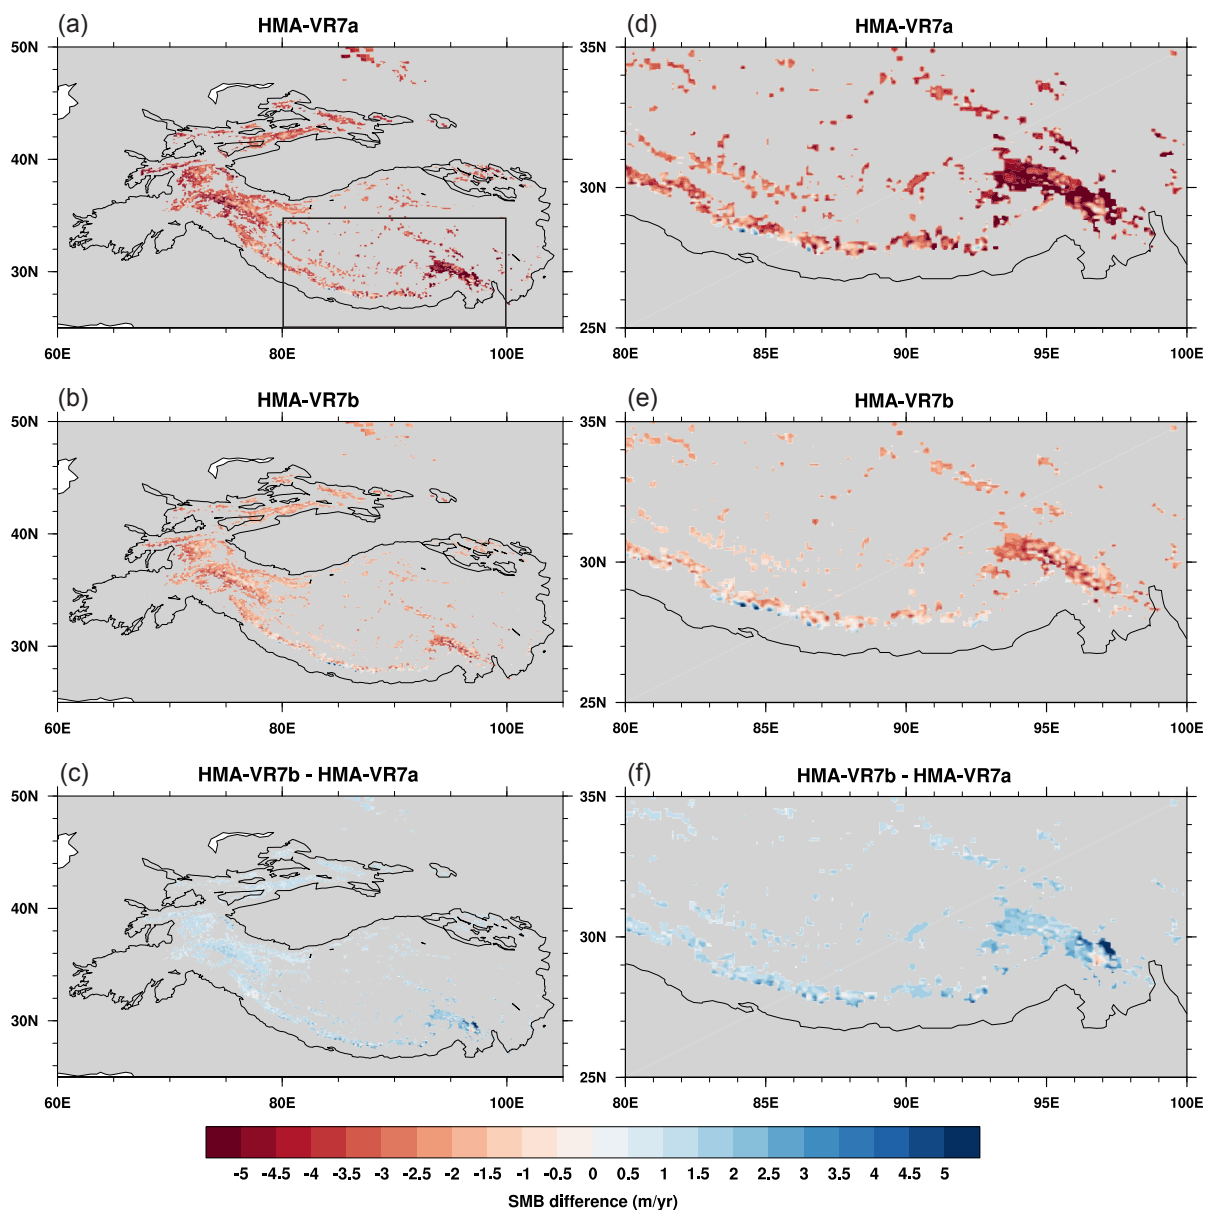 (a) HMA-VR7a
50N
40N
30N
60E 80E 100E
(d) HMA-VR7a
35N
30N
25N
80E 85E 90E 95E 100E
(b) HMA-VR7b
50N
40N
30N
60E 80E 100E
(e) HMA-VR7b
35N
30N
25N
80E 85E 90E 95E 100E
(c) HMA-VR7b - HMA-VR7a
50N
40N
30N
60E 80E 100E
(f) HMA-VR7b - HMA-VR7a
35N
30N
25N
80E 85E 90E 95E 100E
-5 -4.5 -4 -3.5 -3 -2.5 -2 -1.5 -1 -0.5 0 0.5 1 1.5 2 2.5 3 3.5 4 4.5 5
SMB difference (m/yr)